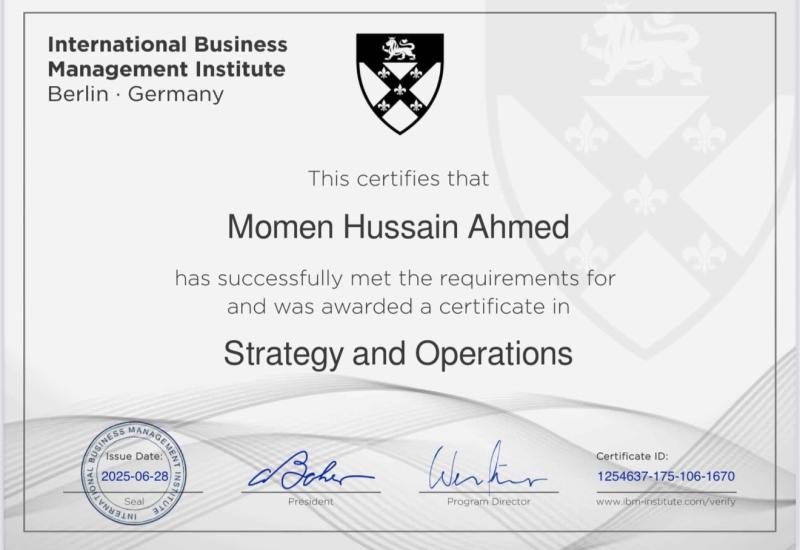 International Business
Management Institute
Berlin · Germany
This certifies that
Momen Hussain Ahmed
has successfully met the requirements for
and was awarded a certificate in
Strategy and Operations
INTERNATIONAL BUSINESS MANAGEMENT INSTITUTE
Issue Date:
2025-06-28
Seal
President
Program Director
Certificate ID:
1254637-175-106-1670
www.ibm-institute.com/verify